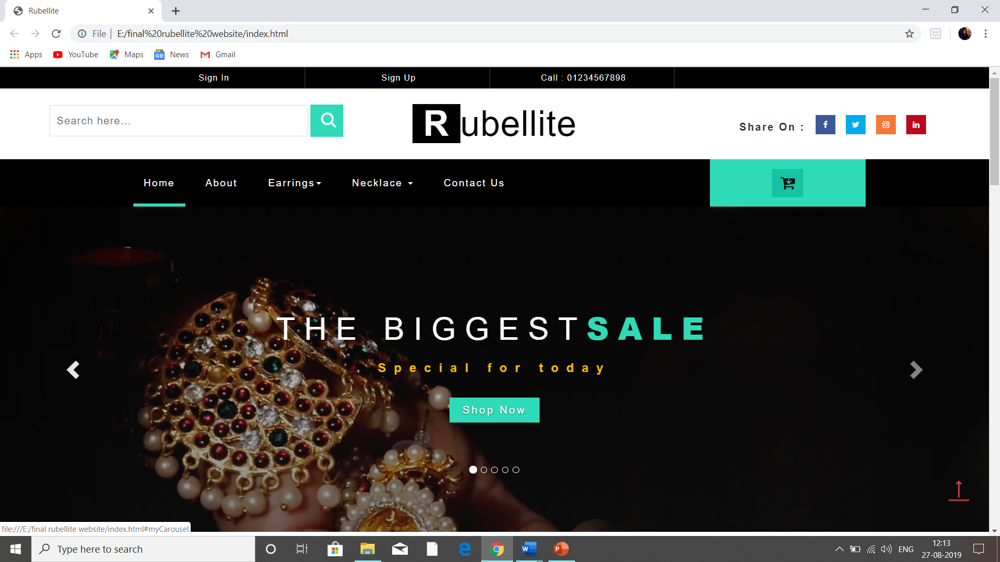 Rubellite
File | E:/final%20rubellite%20website/index.html
Apps YouTube Maps News Gmail
Sign In Sign Up Call : 01234567898
Search here...
Rubellite
Share On :
Home About Earrings Necklace Contact Us
THE BIGGESTSALE
Special for today
Shop Now
file:///E:/final rubellite website/index.html#myCarousel
Type here to search
ENG
12:13
27-08-2019